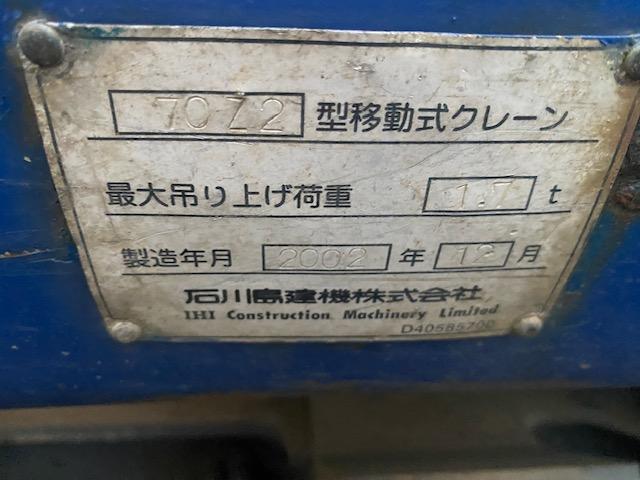 70Z2 型移動式クレーン
最大吊り上げ荷重 1.7 t
製造年月 2002 年 12 月
石川島建機株式会社
IHI Construction Machinery Limited
D405B5700